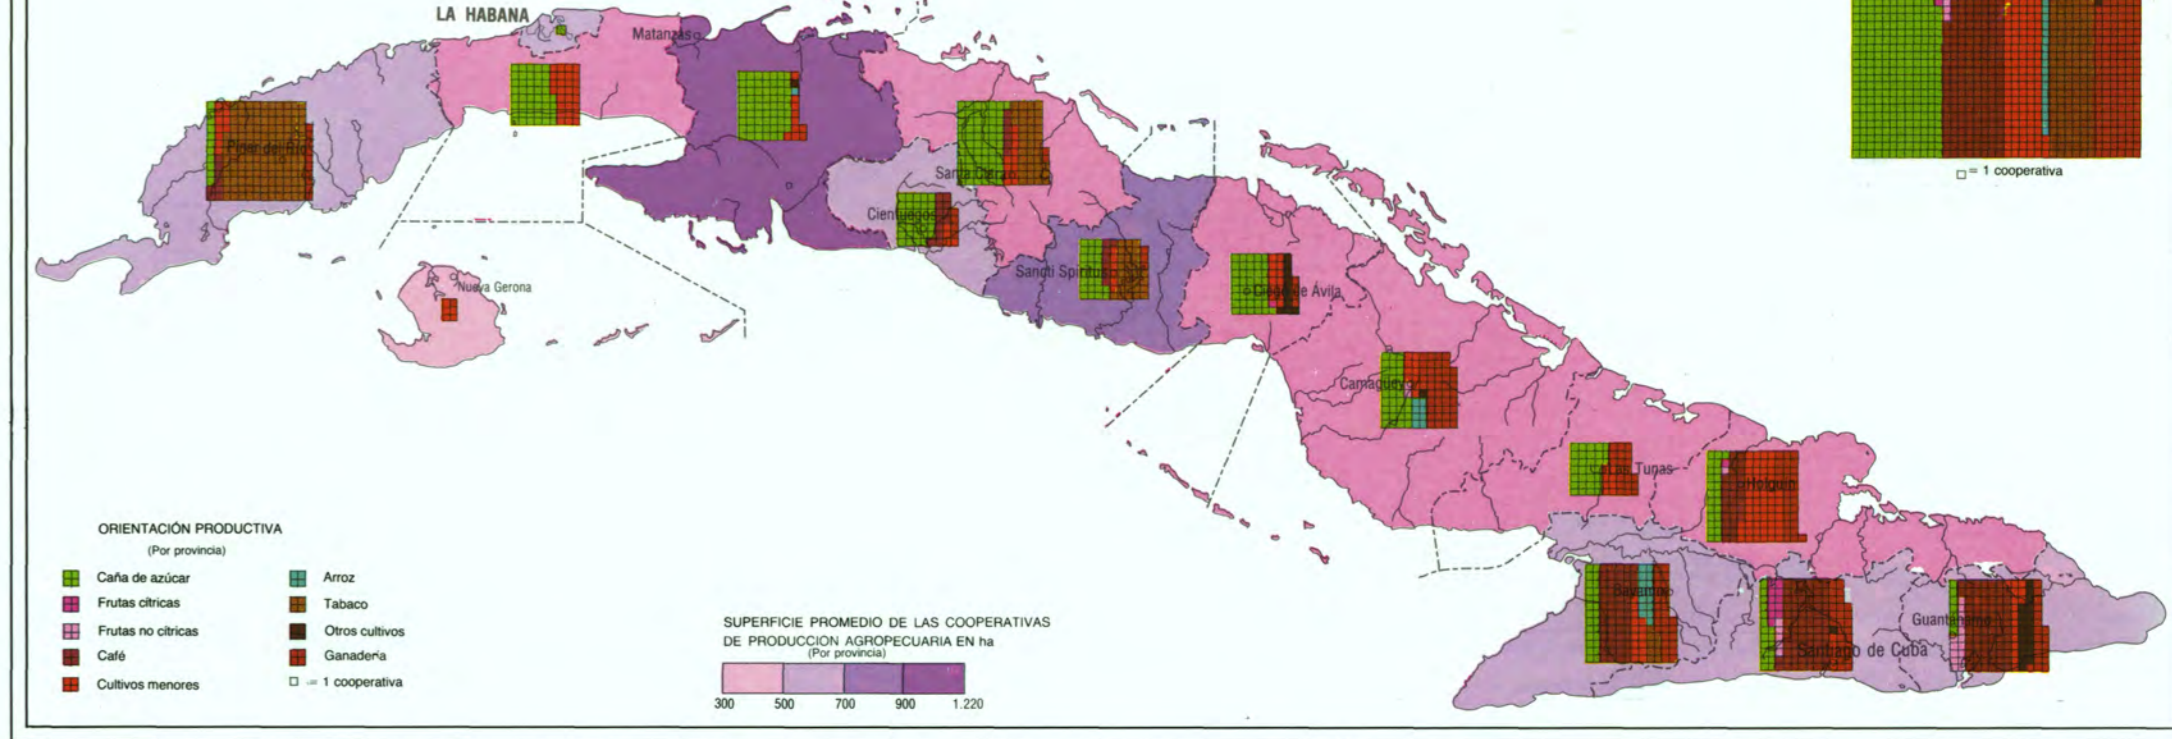 LA HABANA
Matanzas
Pinar del Río
Santa Clara
Cienfuegos
Nueva Gerona
Sancti Spíritus
Ciego de Ávila
Camagüey
Las Tunas
Holguín
Bayamo
Guantánamo
Santiago de Cuba
□ = 1 cooperativa
ORIENTACIÓN PRODUCTIVA
(Por provincia)
Caña de azúcar
Frutas cítricas
Frutas no cítricas
Café
Cultivos menores
Arroz
Tabaco
Otros cultivos
Ganadería
□ = 1 cooperativa
SUPERFICIE PROMEDIO DE LAS COOPERATIVAS
DE PRODUCCION AGROPECUARIA EN ha
(Por provincia)
300 500 700 900 1.220